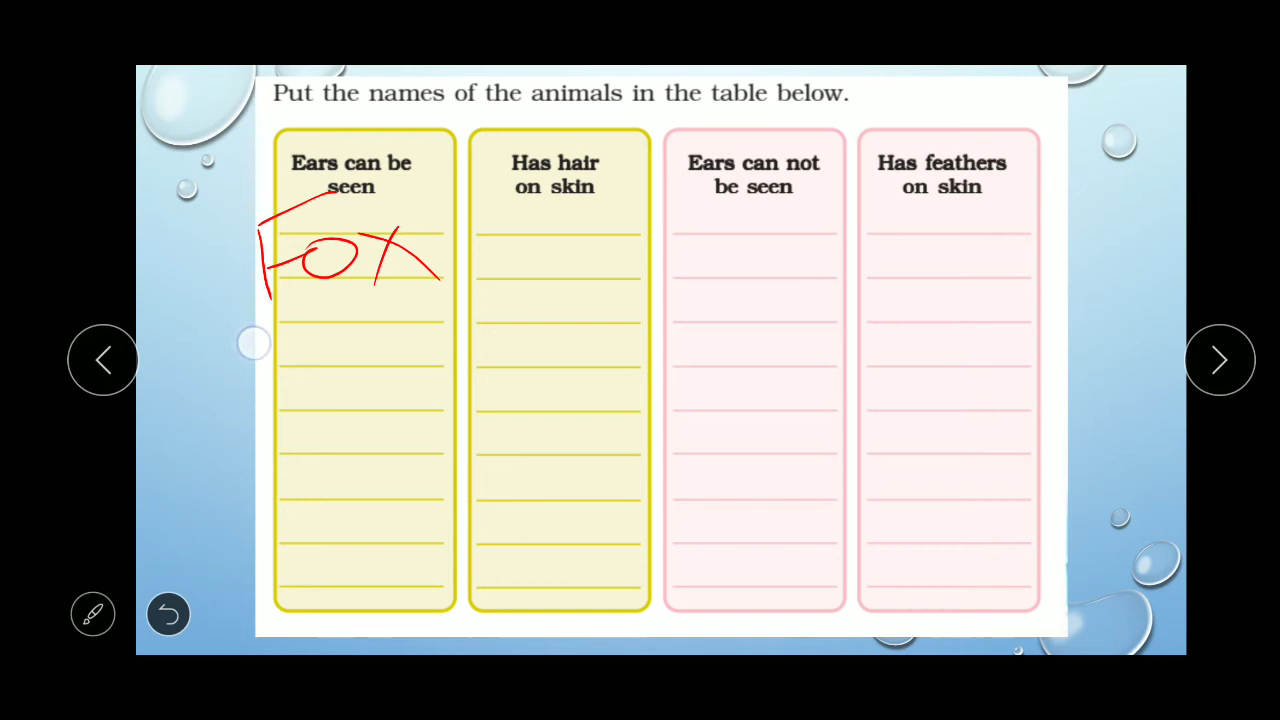 Put the names of the animals in the table below.
Ears can be
seen
Has hair
on skin
Ears can not
be seen
Has feathers
on skin
FOX